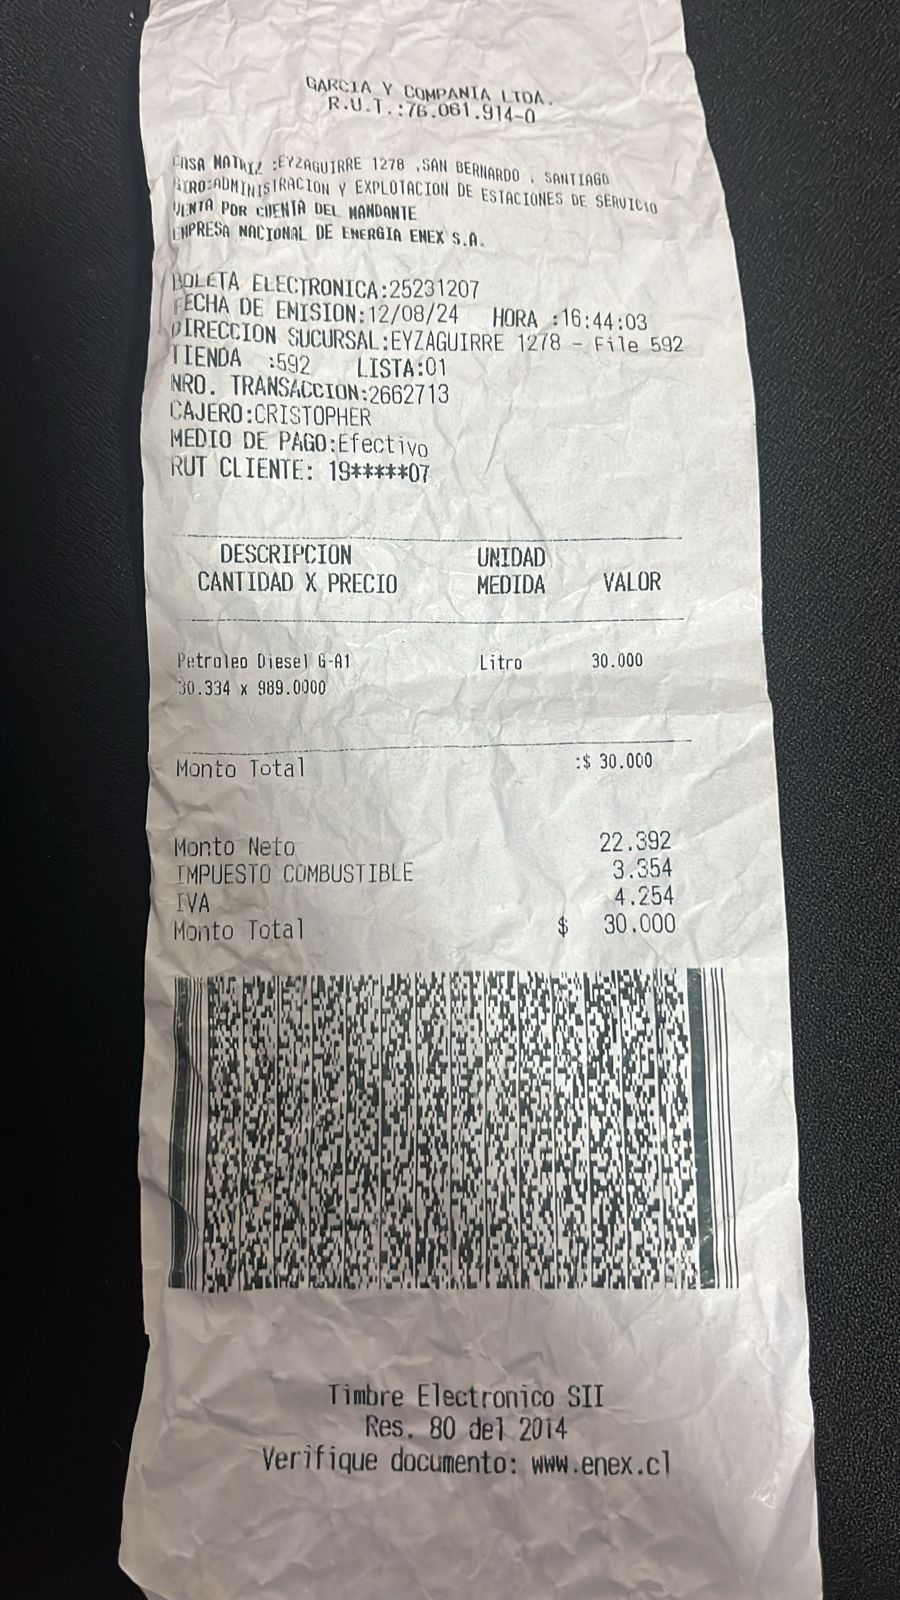 GARCIA Y COMPANIA LTDA.
R.U.T.:76.061.914-0
CASA MATRIZ :EYZAGUIRRE 1278 ,SAN BERNARDO , SANTIAGO
GIRO:ADMINISTRACION Y EXPLOTACION DE ESTACIONES DE SERVICIO
VENTA POR CUENTA DEL MANDANTE
EMPRESA NACIONAL DE ENERGIA ENEX S.A.
BOLETA ELECTRONICA:25231207
FECHA DE EMISION:12/08/24 HORA :16:44:03
DIRECCION SUCURSAL:EYZAGUIRRE 1278 - File 592
TIENDA :592 LISTA:01
NRO. TRANSACCION:2662713
CAJERO:CRISTOPHER
MEDIO DE PAGO:Efectivo
RUT CLIENTE: 19*****07
DESCRIPCION UNIDAD
CANTIDAD X PRECIO MEDIDA VALOR
Petroleo Diesel G-A1 Litro 30.000
30.334 x 989.0000
Monto Total :$ 30.000
Monto Neto 22.392
IMPUESTO COMBUSTIBLE 3.354
IVA 4.254
Monto Total $ 30.000
Timbre Electronico SII
Res. 80 del 2014
Verifique documento: www.enex.cl